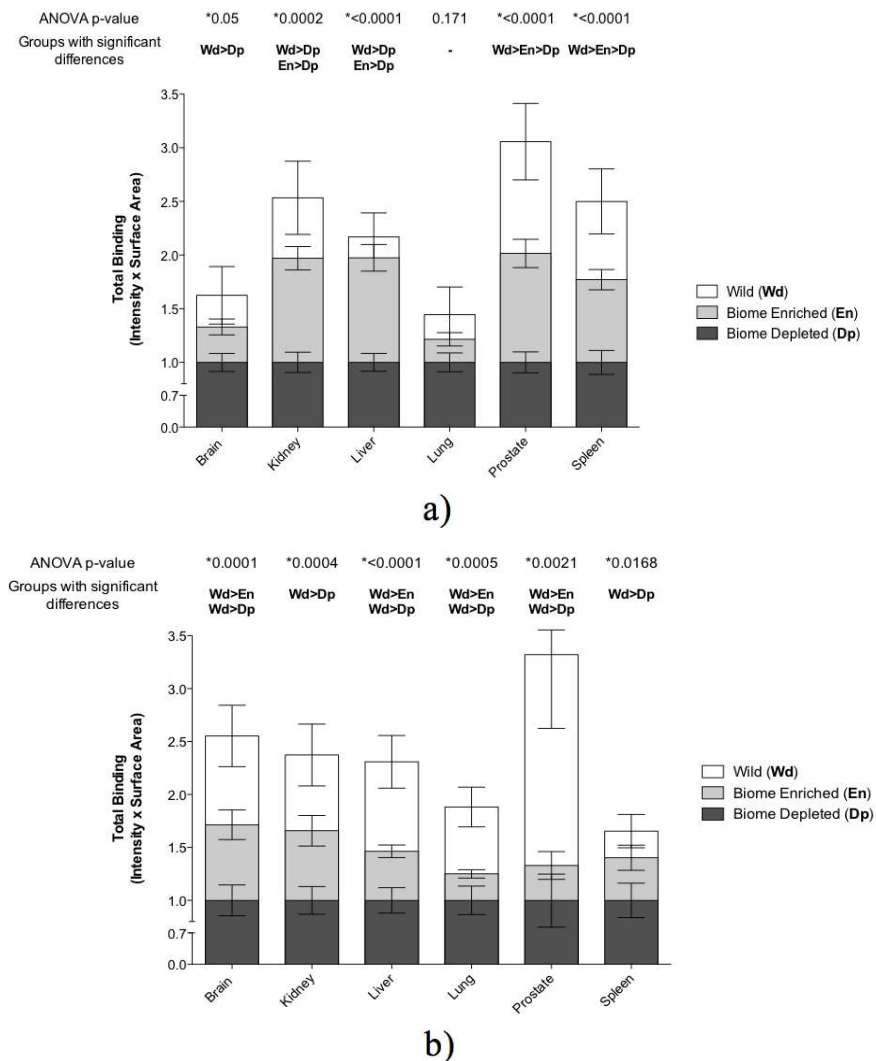 ANOVA p-value *0.05 *0.0002 *<0.0001 0.171 *<0.0001 *<0.0001
Groups with significant differences
Wd>Dp Wd>Dp Wd>Dp - Wd>En>Dp Wd>En>Dp
En>Dp En>Dp
3.5
3.0
2.5
2.0
1.5
1.0
0.7
0.0
Total Binding
(Intensity x Surface Area)
Wild (Wd)
Biome Enriched (En)
Biome Depleted (Dp)
Brain Kidney Liver Lung Prostate Spleen
a)
ANOVA p-value *0.0001 *0.0004 *<0.0001 *0.0005 *0.0021 *0.0168
Groups with significant differences
Wd>En Wd>Dp Wd>En Wd>En Wd>En Wd>Dp
Wd>Dp Wd>Dp Wd>Dp Wd>Dp
3.5
3.0
2.5
2.0
1.5
1.0
0.7
0.0
Total Binding
(Intensity x Surface Area)
Wild (Wd)
Biome Enriched (En)
Biome Depleted (Dp)
Brain Kidney Liver Lung Prostate Spleen
b)